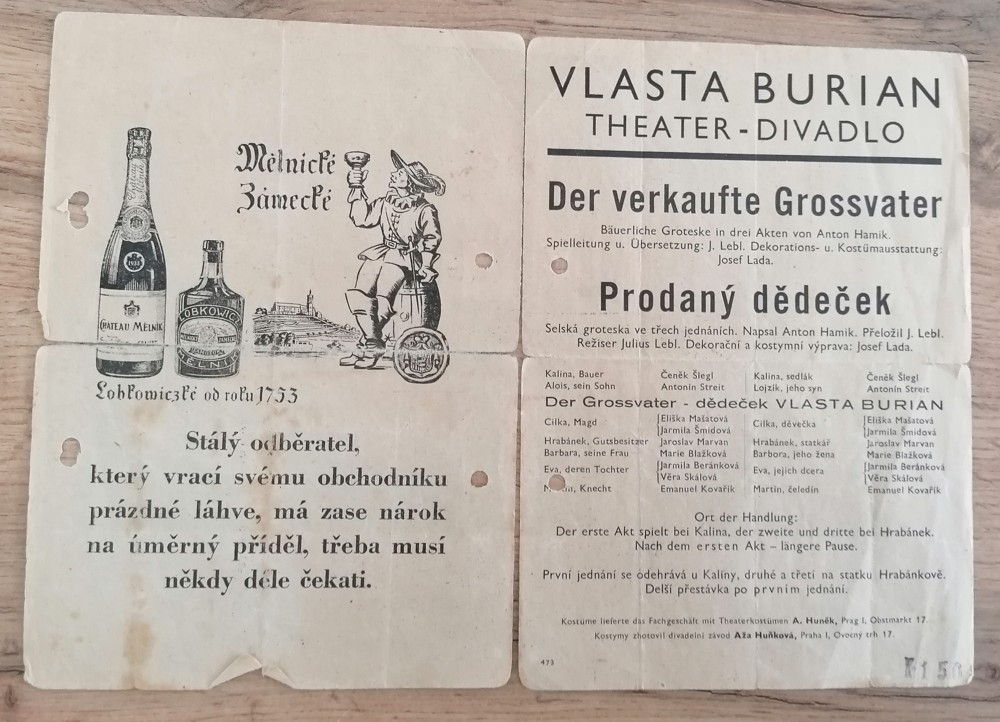 Mělnické
Zámecké
1933
CHATEAU MĚLNÍK
LOBKOWICZ
Lobkowiczké od roku 1753
Stálý odběratel,
který vrací svému obchodníku
prázdné láhve, má zase nárok
na úměrný příděl, třeba musí
někdy déle čekati.
VLASTA BURIAN
THEATER - DIVADLO
Der verkaufte Grossvater
Bäuerliche Groteske in drei Akten von Anton Hamik.
Spielleitung u. Übersetzung: J. Lebl. Dekorations- u. Kostümausstattung:
Josef Lada.
Prodaný dědeček
Selská groteska ve třech jednáních. Napsal Anton Hamik. Přeložil J. Lebl.
Režiser Julius Lebl. Dekorační a kostymní výprava: Josef Lada.
Kalina, Bauer Čeněk Šlegl Kalina, sedlák Čeněk Šlegl
Alois, sein Sohn Antonín Streit Lojzík, jeho syn Antonín Streit
Der Grossvater - dědeček VLASTA BURIAN
Cilka, Magd Eliška Mašatová Cilka, děvečka Eliška Mašatová
Jarmila Šmidová Jarmila Šmidová
Hrabánek, Gutsbesitzer Jaroslav Marvan Hrabánek, statkář Jaroslav Marvan
Barbara, seine Frau Marie Blažková Barbora, jeho žena Marie Blažková
Eva, deren Tochter Jarmila Beránková Eva, jejich dcera Jarmila Beránková
Věra Skálová Věra Skálová
Knecht Emanuel Kovařík Martin, čeledín Emanuel Kovařík
Ort der Handlung:
Der erste Akt spielt bei Kalina, der zweite und dritte bei Hrabánek.
Nach dem ersten Akt – längere Pause.
První jednání se odehrává u Kaliny, druhé a třetí na statku Hrabánkově.
Delší přestávka po prvním jednání.
Kostüme lieferte das Fachgeschäft mit Theaterkostümen A. Huněk, Prag I, Obstmarkt 17.
Kostymy zhotovil divadelní závod Aža Huňková, Praha I, Ovocný trh 17.
473